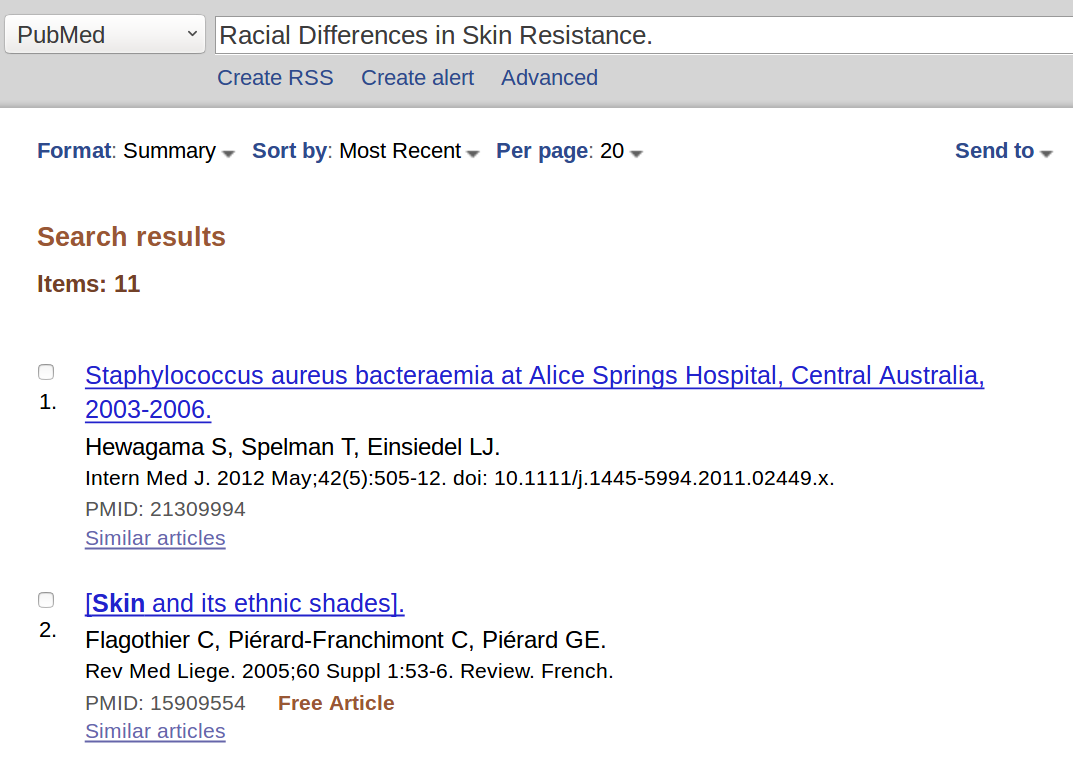 PubMed Racial Differences in Skin Resistance.
Create RSS Create alert Advanced
Format: Summary Sort by: Most Recent Per page: 20 Send to
Search results
Items: 11
Staphylococcus aureus bacteraemia at Alice Springs Hospital, Central Australia,
1. 2003-2006.
Hewagama S, Spelman T, Einsiedel LJ.
Intern Med J. 2012 May;42(5):505-12. doi: 10.1111/j.1445-5994.2011.02449.x.
PMID: 21309994
Similar articles
[Skin and its ethnic shades].
2. Flagothier C, Piérard-Franchimont C, Piérard GE.
Rev Med Liege. 2005;60 Suppl 1:53-6. Review. French.
PMID: 15909554 Free Article
Similar articles